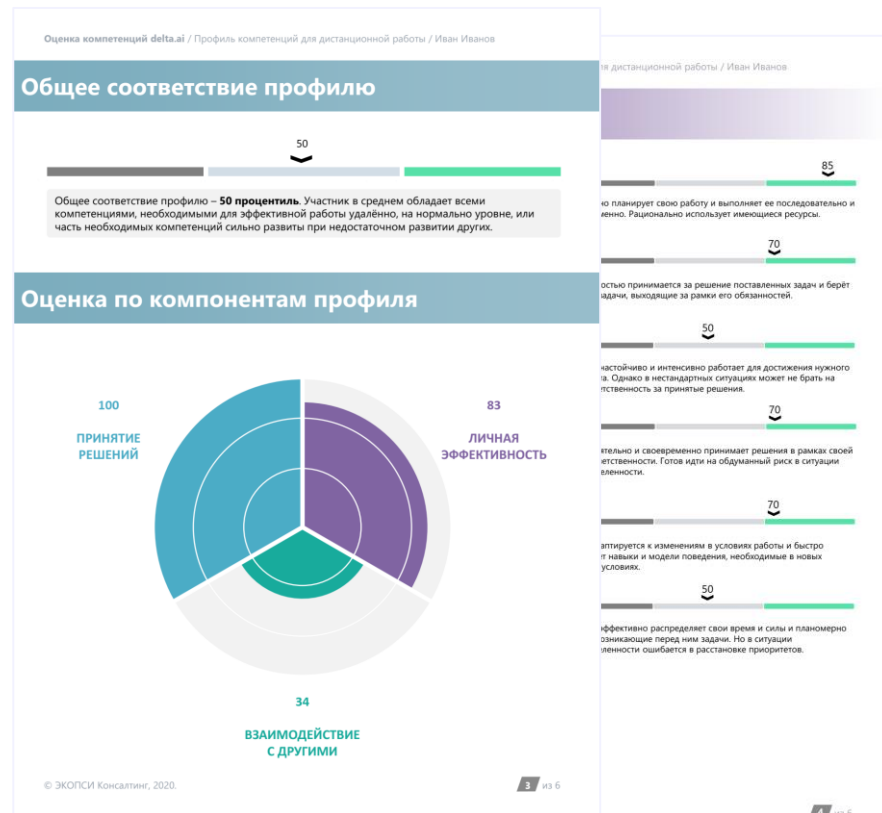 Оценка компетенций delta.ai / Профиль компетенций для дистанционной работы / Иван Иванов
Общее соответствие профилю
50
Общее соответствие профилю – 50 процентиль. Участник в среднем обладает всеми
компетенциями, необходимыми для эффективной работы удалённо, на нормально уровне, или
часть необходимых компетенций сильно развиты при недостаточном развитии других.
Оценка по компонентам профиля
100
ПРИНЯТИЕ
РЕШЕНИЙ
83
ЛИЧНАЯ
ЭФФЕКТИВНОСТЬ
34
ВЗАИМОДЕЙСТВИЕ
С ДРУГИМИ
© ЭКОПСИ Консалтинг, 2020.
3 из 6
дистанционной работы / Иван Иванов
85
планирует свою работу и выполняет ее последовательно и
Рационально использует имеющиеся ресурсы.
70
принимается за решение поставленных задач и берёт
выходящие за рамки его обязанностей.
50
настойчиво и интенсивно работает для достижения нужного
Однако в нестандартных ситуациях может не брать на
за принятые решения.
70
и своевременно принимает решения в рамках своей
Готов идти на обдуманный риск в ситуации
70
к изменениям в условиях работы и быстро
навыки и модели поведения, необходимые в новых
условиях.
50
распределяет свои время и силы и планомерно
перед ним задачи. Но в ситуации
ошибается в расстановке приоритетов.
4 из 6